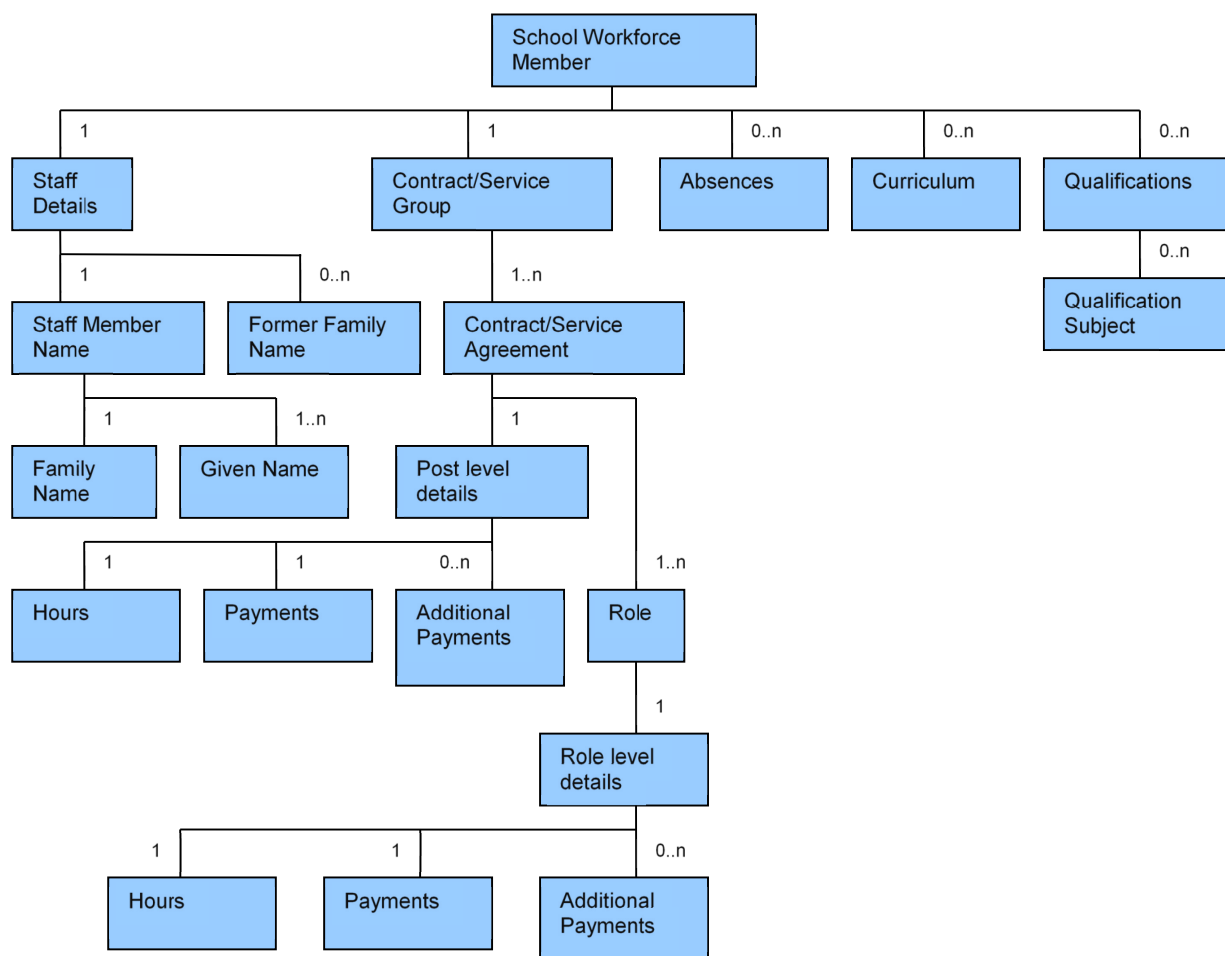 School Workforce
Member
1
1
0..n
0..n
0..n
Staff
Details
Contract/Service
Group
Absences
Curriculum
Qualifications
1
0..n
1..n
0..n
Staff Member
Name
Former Family
Name
Contract/Service
Agreement
Qualification
Subject
1
1..n
1
Family
Name
Given Name
Post level
details
1
1
0..n
1..n
Hours
Payments
Additional
Payments
Role
1
Role level
details
1
1
0..n
Hours
Payments
Additional
Payments